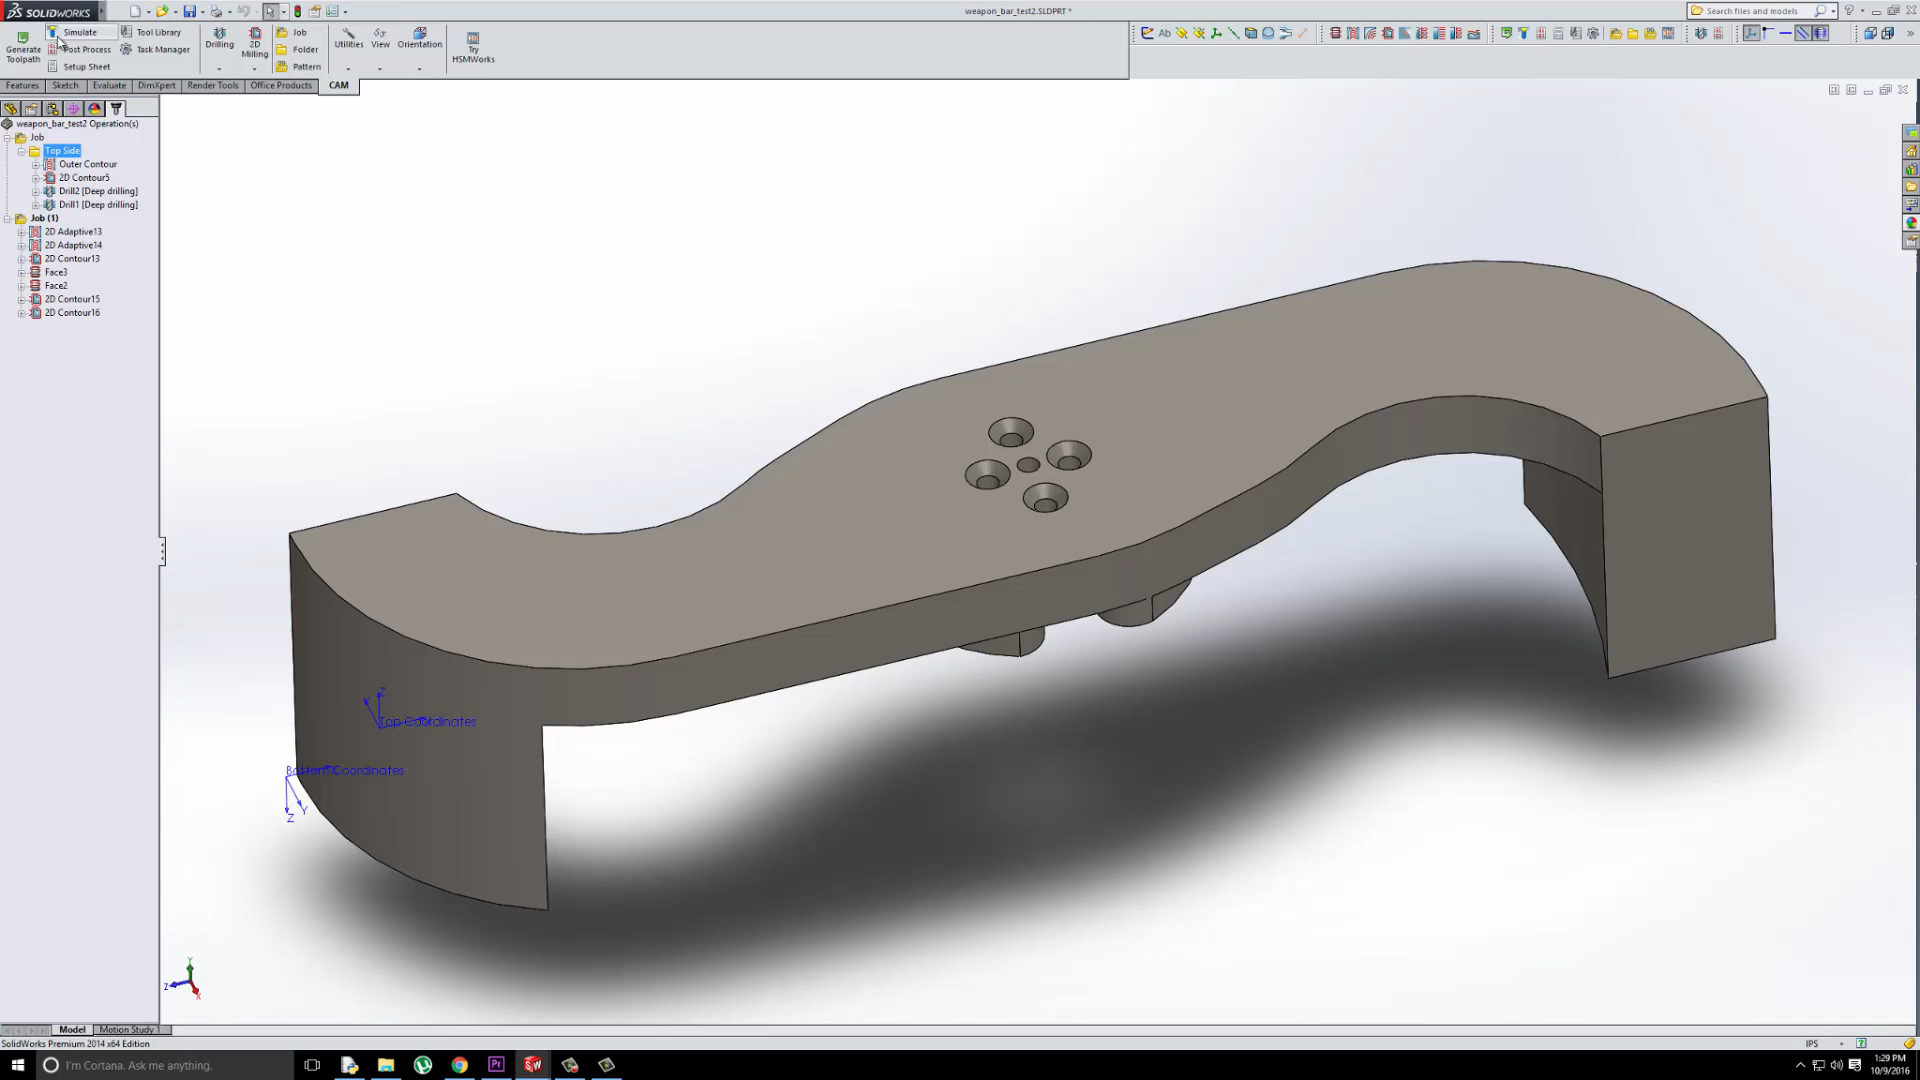 SOLIDWORKS
weapon_bar_test2.SLDPRT *
Search files and models
Generate Toolpath
Simulate
Post Process
Setup Sheet
Tool Library
Task Manager
Drilling
2D Milling
Job
Folder
Pattern
Utilities
View
Orientation
Try HSMWorks
Features Sketch Evaluate DimXpert Render Tools Office Products CAM
weapon_bar_test2 Operation(s)
Job
Top Side
Outer Contour
2D Contour5
Drill2 [Deep drilling]
Drill1 [Deep drilling]
Job (1)
2D Adaptive13
2D Adaptive14
2D Contour13
Face3
Face2
2D Contour15
2D Contour16
Z
Top Coordinates
Bottom Coordinates
Y
Z
Y
Z
X
Model Motion Study 1
SolidWorks Premium 2014 x64 Edition
IPS
I'm Cortana. Ask me anything.
1:29 PM
10/9/2016